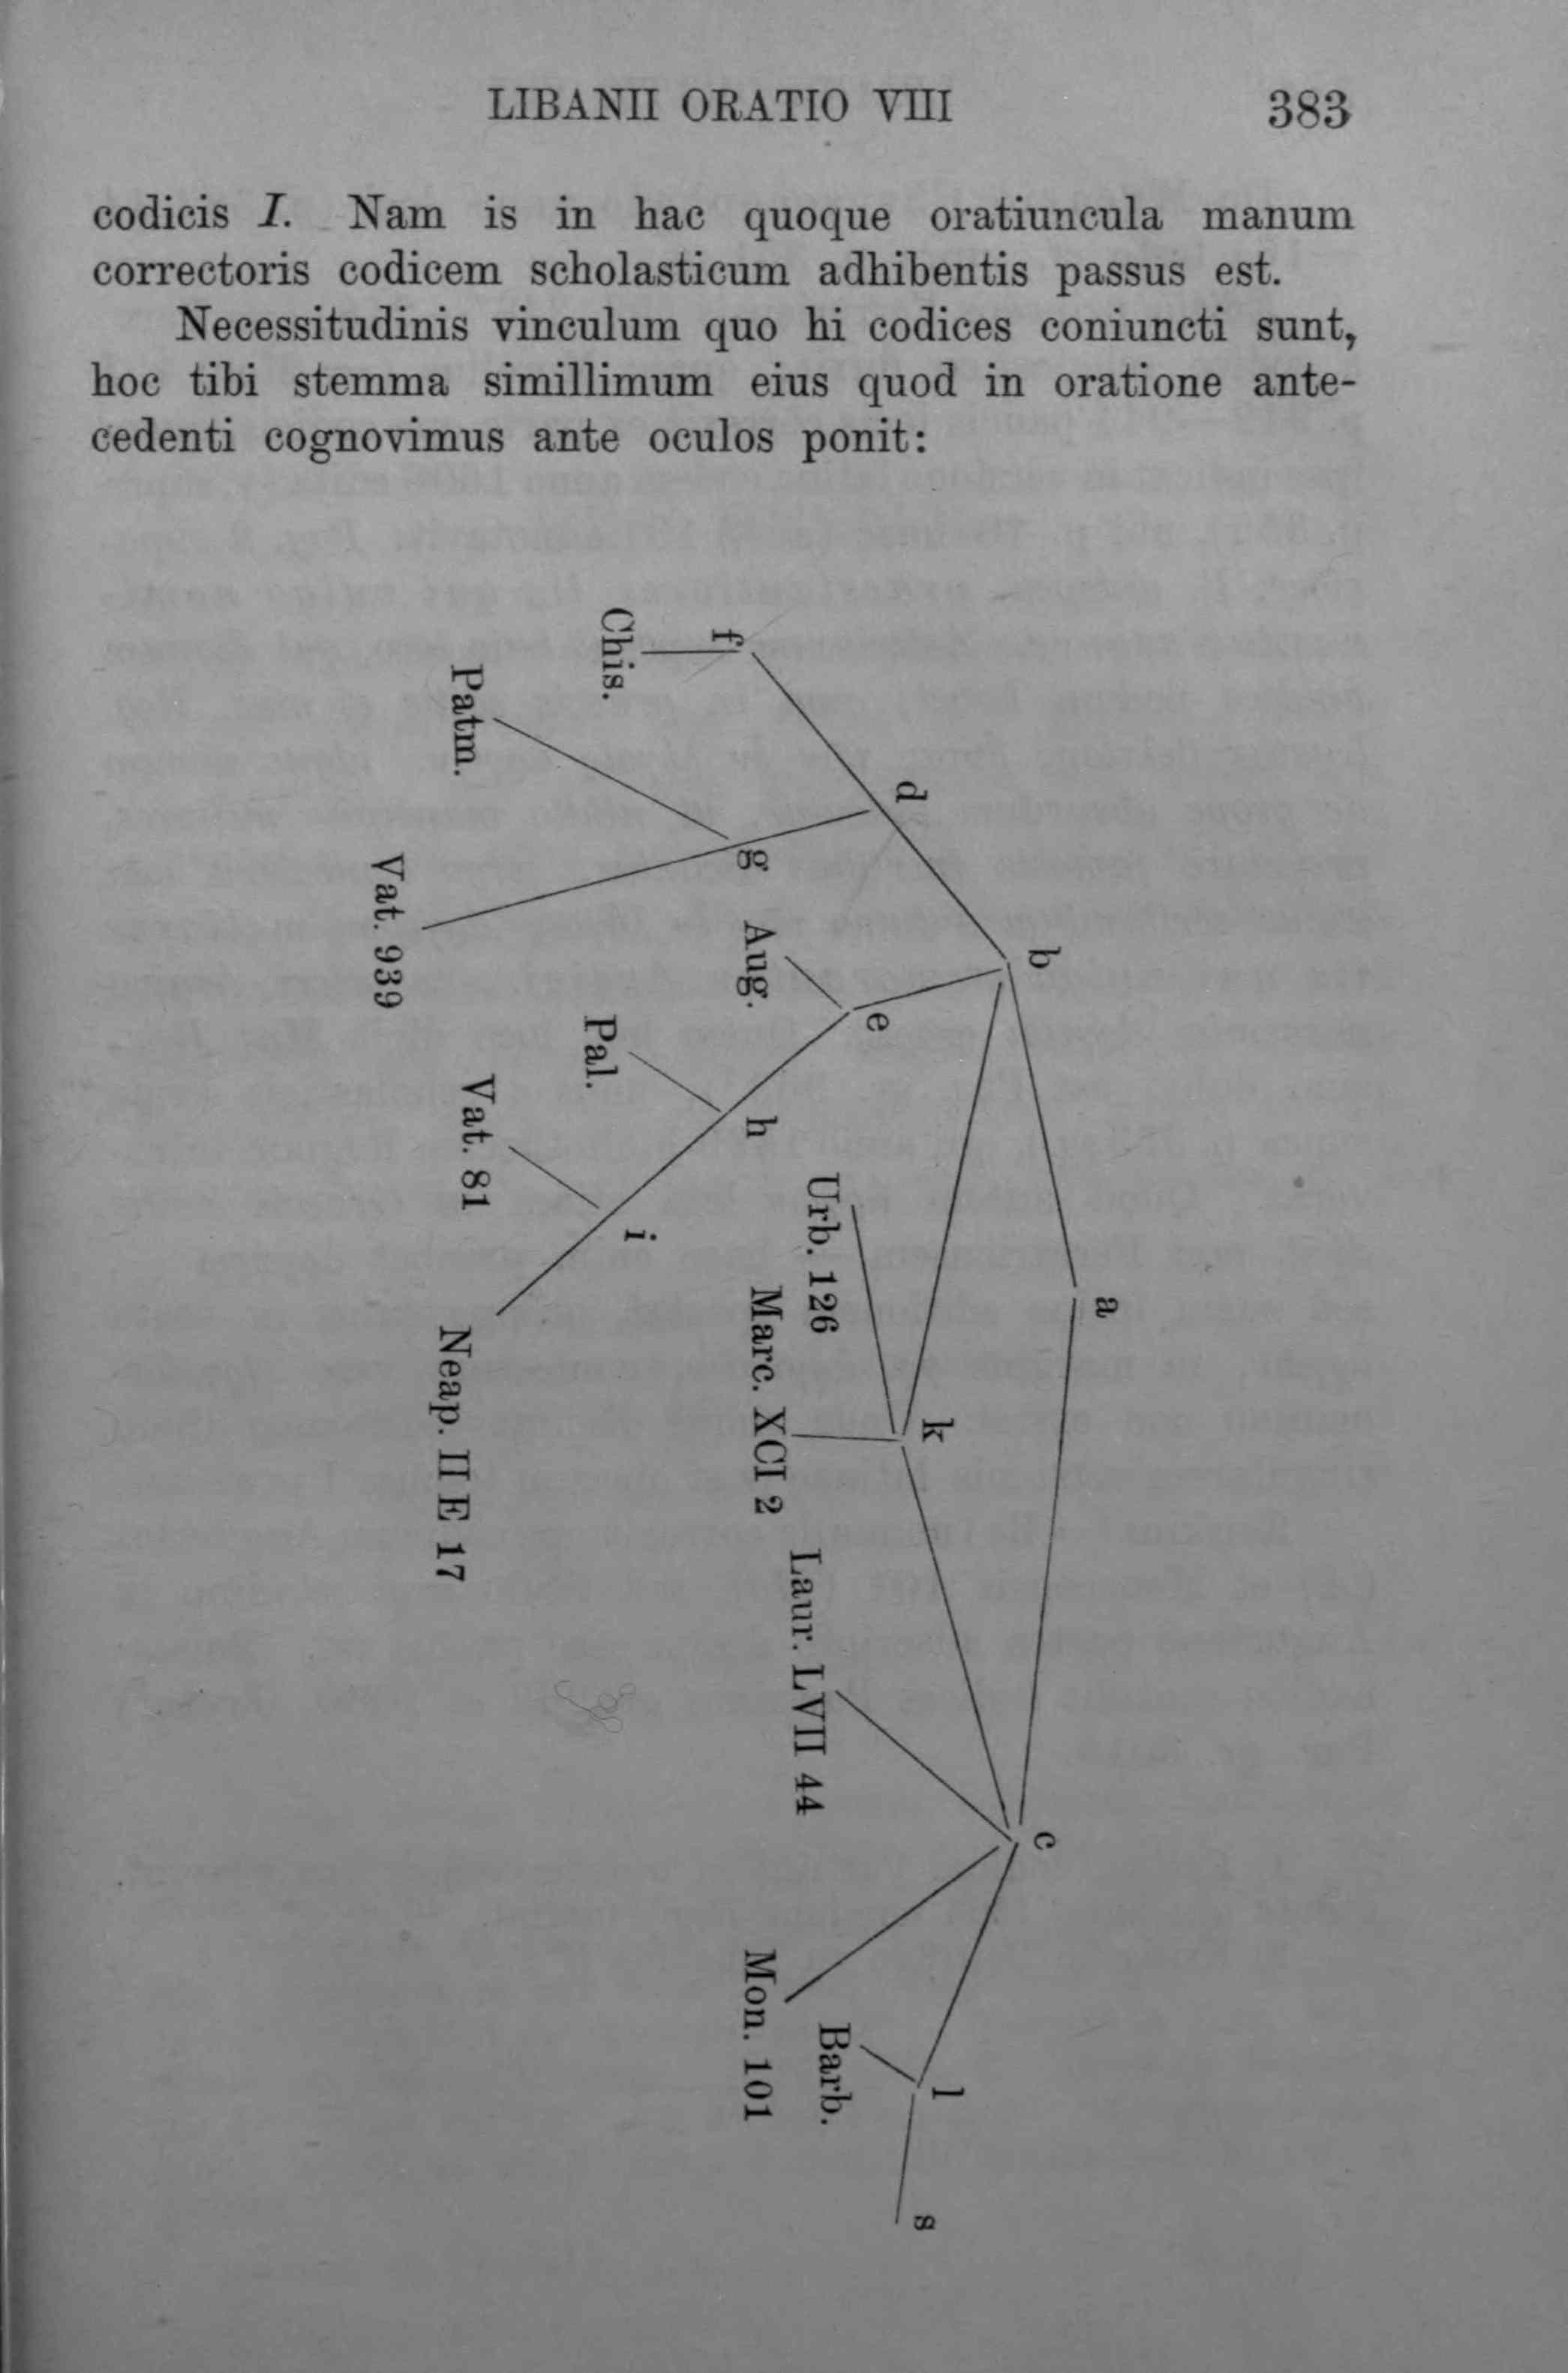 LIBANII ORATIO VIII 383
codicis I. Nam is in hac quoque oratiuncula manum
correctoris codicem scholasticum adhibentis passus est.
Necessitudinis vinculum quo hi codices coniuncti sunt,
hoc tibi stemma simillimum eius quod in oratione ante-
cedenti cognovimus ante oculos ponit:
a
b
c
d
k
l
s
e
f
g
h
i
Chis.
Patm.
Vat. 939
Aug.
Pal.
Vat. 81
Neap. II E 17
Urb. 126
Marc. XCI 2
Laur. LVII 44
Mon. 101
Barb.